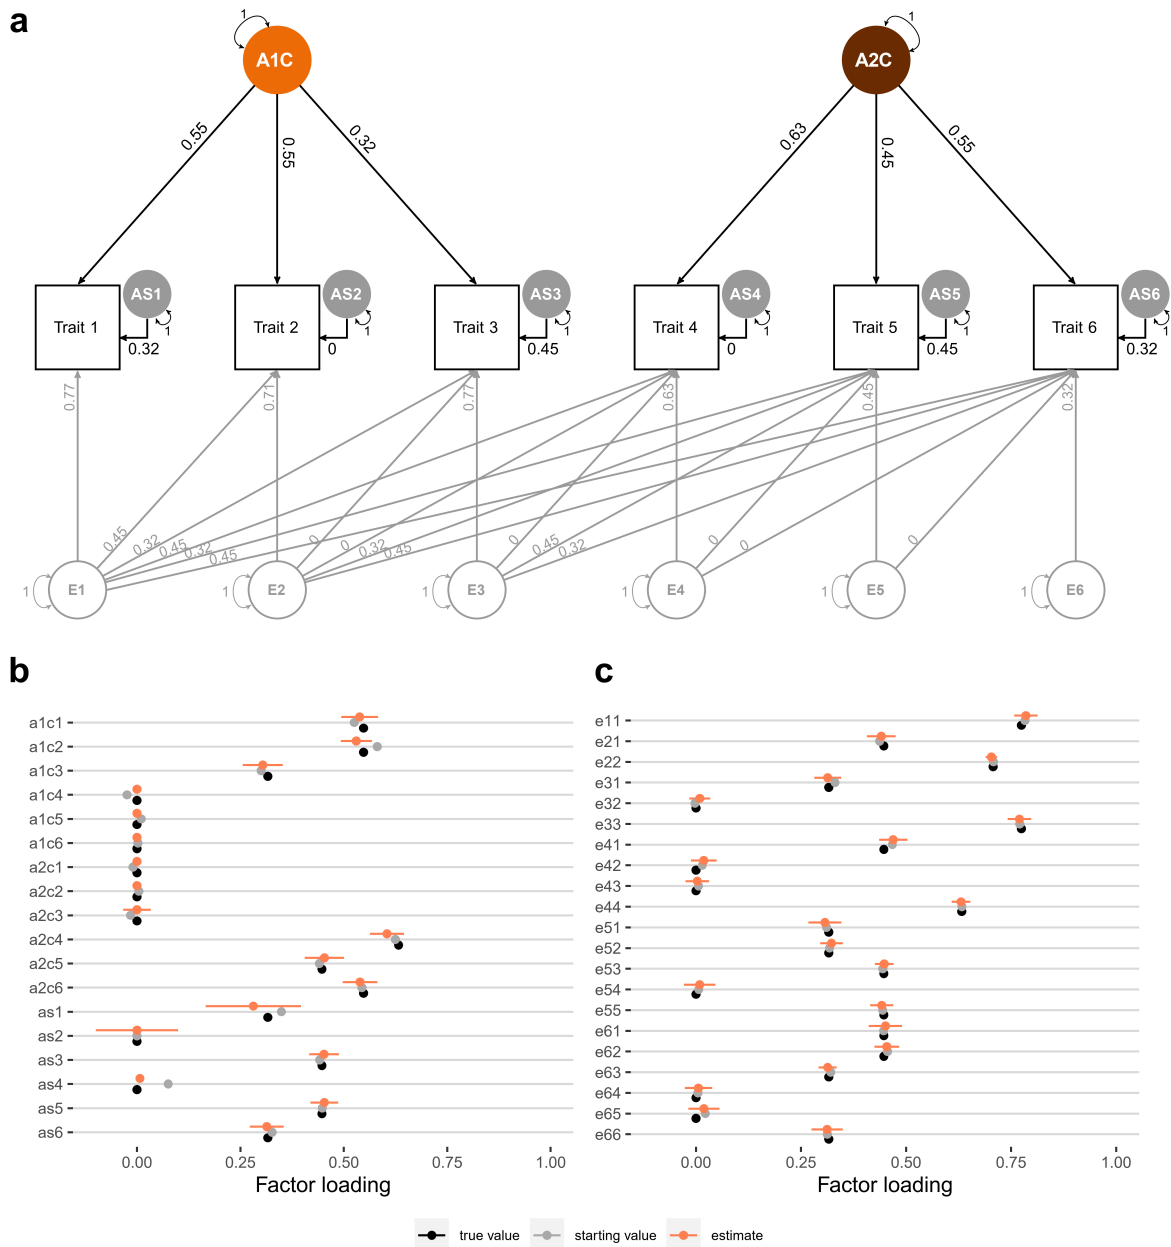 a
1 1
A1C A2C
0.55 0.55 0.32 0.63 0.45 0.55
AS1 AS2 AS3 AS4 AS5 AS6
Trait 1 Trait 2 Trait 3 Trait 4 Trait 5 Trait 6
1 1 1 1 1 1
0.32 0 0.45 0 0.45 0.32
0.77 0.71 0.77 0.63 0.45 0.32
0.45 0.32 0.45 0.32 0.45 0 0 0.32 0.45 0 0.45 0.32 0 0 0
1 E1 1 E2 1 E3 1 E4 1 E5 1 E6
b
a1c1
a1c2
a1c3
a1c4
a1c5
a1c6
a2c1
a2c2
a2c3
a2c4
a2c5
a2c6
as1
as2
as3
as4
as5
as6
0.00 0.25 0.50 0.75 1.00
Factor loading
c
e11
e21
e22
e31
e32
e33
e41
e42
e43
e44
e51
e52
e53
e54
e55
e61
e62
e63
e64
e65
e66
0.00 0.25 0.50 0.75 1.00
Factor loading
true value starting value estimate